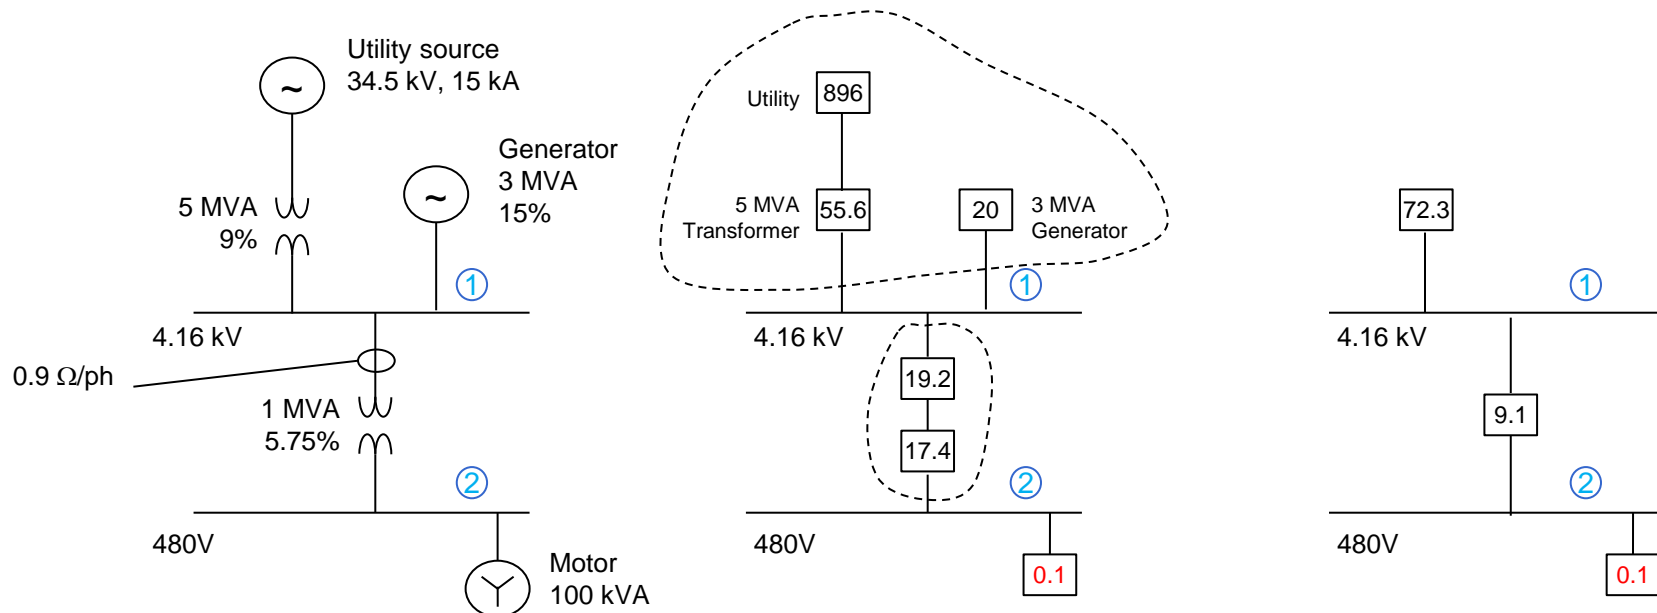 Utility source
34.5 kV, 15 kA
~
Generator
3 MVA
15%
~
5 MVA
9%
1
4.16 kV
0.9 Ω/ph
1 MVA
5.75%
2
480V
Motor
100 kVA
Utility
896
5 MVA
Transformer
55.6
20
3 MVA
Generator
1
4.16 kV
19.2
17.4
2
480V
0.1
72.3
1
4.16 kV
9.1
2
480V
0.1